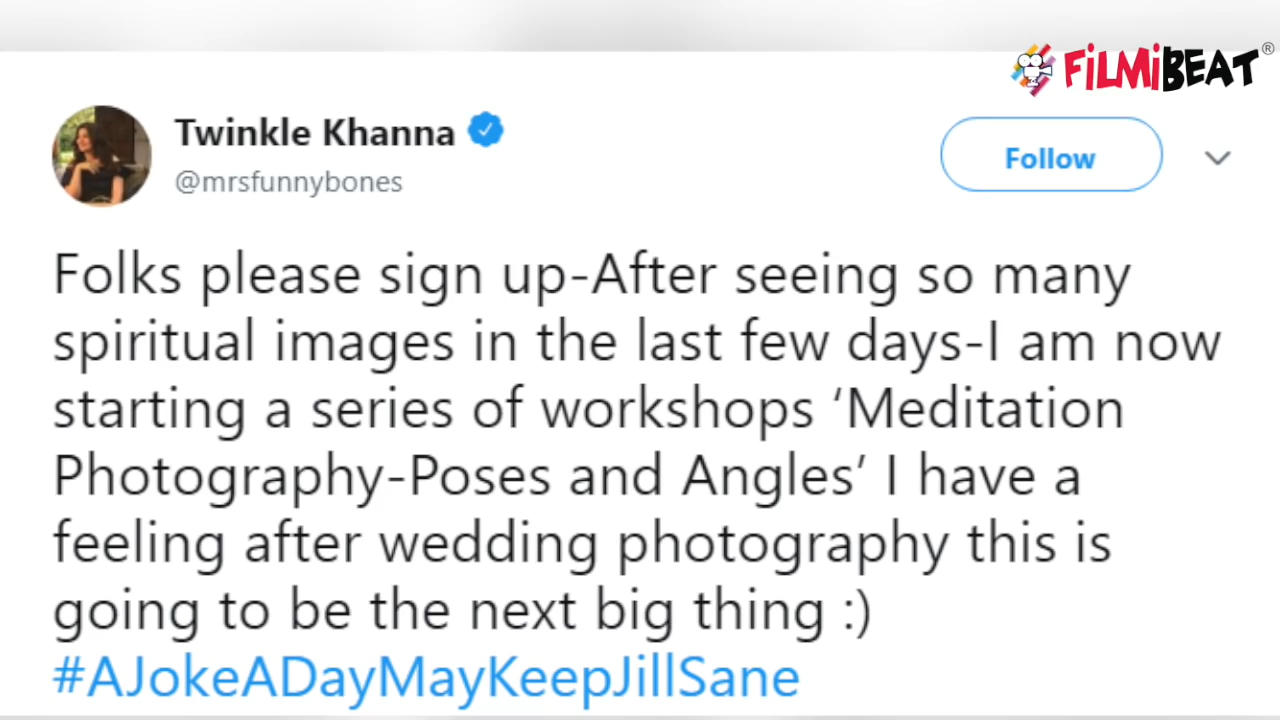 FiLMiBEAT®
Twinkle Khanna
@mrsfunnybones
Follow
Folks please sign up-After seeing so many
spiritual images in the last few days-I am now
starting a series of workshops ‘Meditation
Photography-Poses and Angles’ I have a
feeling after wedding photography this is
going to be the next big thing :)
#AJokeADayMayKeepJillSane